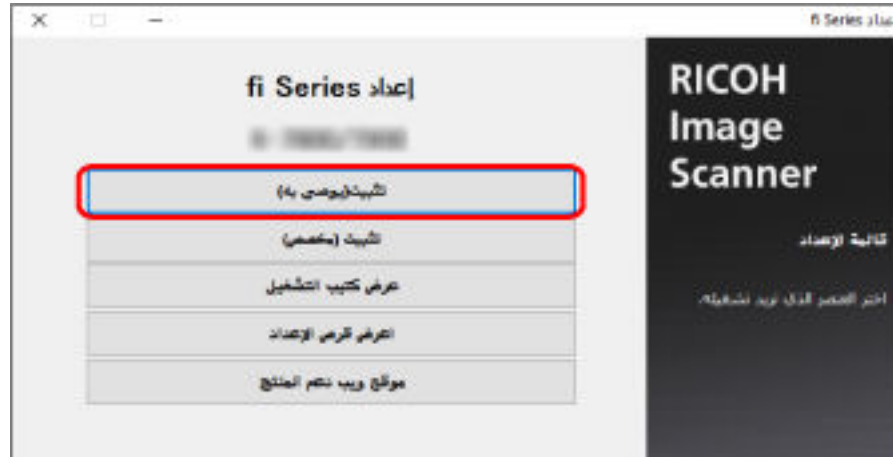 إعداد fi Series
RICOH
Image
Scanner
قائمة الإعداد
اختر العنصر الذي تريد تشغيله.
إعداد fi Series
تثبيت(يوصى به)
تثبيت (مخصص)
عرض كتيب التشغيل
اعرض قرص الإعداد
موقع ويب دعم المنتج